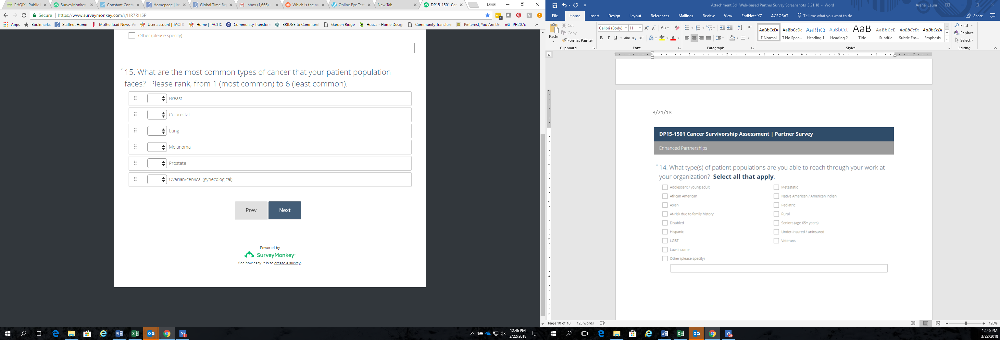 PHQIX | Public
SurveyMonkey
Constant Conta
Homepage | In
Global Time Re
Inbox (1,666) -
Which is the m
Online Eye Test
New Tab
DP15-1501 Ca
Laura
Secure | https://www.surveymonkey.com/r/HR7RH5P
Apps
Bookmarks
Staffnet Home
Motherload News, Vi
User account | TACTIC
Home | TACTIC
Community Transform
BRIDGE to Communit
Garden Ridge
Houzz - Home Design
Community Transform
Pinterest, You Are Dr
PH207x
»
Other (please specify)
* 15. What are the most common types of cancer that your patient population
faces?  Please rank, from 1 (most common) to 6 (least common).
Breast
Colorectal
Lung
Melanoma
Prostate
Ovarian/cervical (gynecological)
Prev
Next
Powered by
SurveyMonkey
See how easy it is to create a survey.
12:46 PM
3/22/2018
Attachment 3d_ Web-based Partner Survey Screenshots_3.21.18 - Word
Arena, Laura
File
Home
Insert
Design
Layout
References
Mailings
Review
View
EndNote X7
ACROBAT
Tell me what you want to do
Share
Paste
Cut
Copy
Format Painter
Clipboard
Calibri (Body)
11
Font
Paragraph
AaBbCcDc
¶ Normal
AaBbCcDc
¶ No Spac...
AaBbCc
Heading 1
AaBbCcE
Heading 2
AaB
Title
AaBbCcD
Subtitle
AaBbCcDc
Subtle Em...
AaBbCcDc
Emphasis
Styles
Find
Replace
Select
Editing
3/21/18
DP15-1501 Cancer Survivorship Assessment | Partner Survey
Enhanced Partnerships
* 14. What type(s) of patient populations are you able to reach through your work at
your organization?  Select all that apply.
Adolescent / young adult
African American
Asian
At-risk due to family history
Disabled
Hispanic
LGBT
Low-income
Other (please specify)
Metastatic
Native American / American Indian
Pediatric
Rural
Seniors (age 65+ years)
Under-insured / uninsured
Veterans
Page 10 of 10
123 words
120%
12:46 PM
3/22/2018